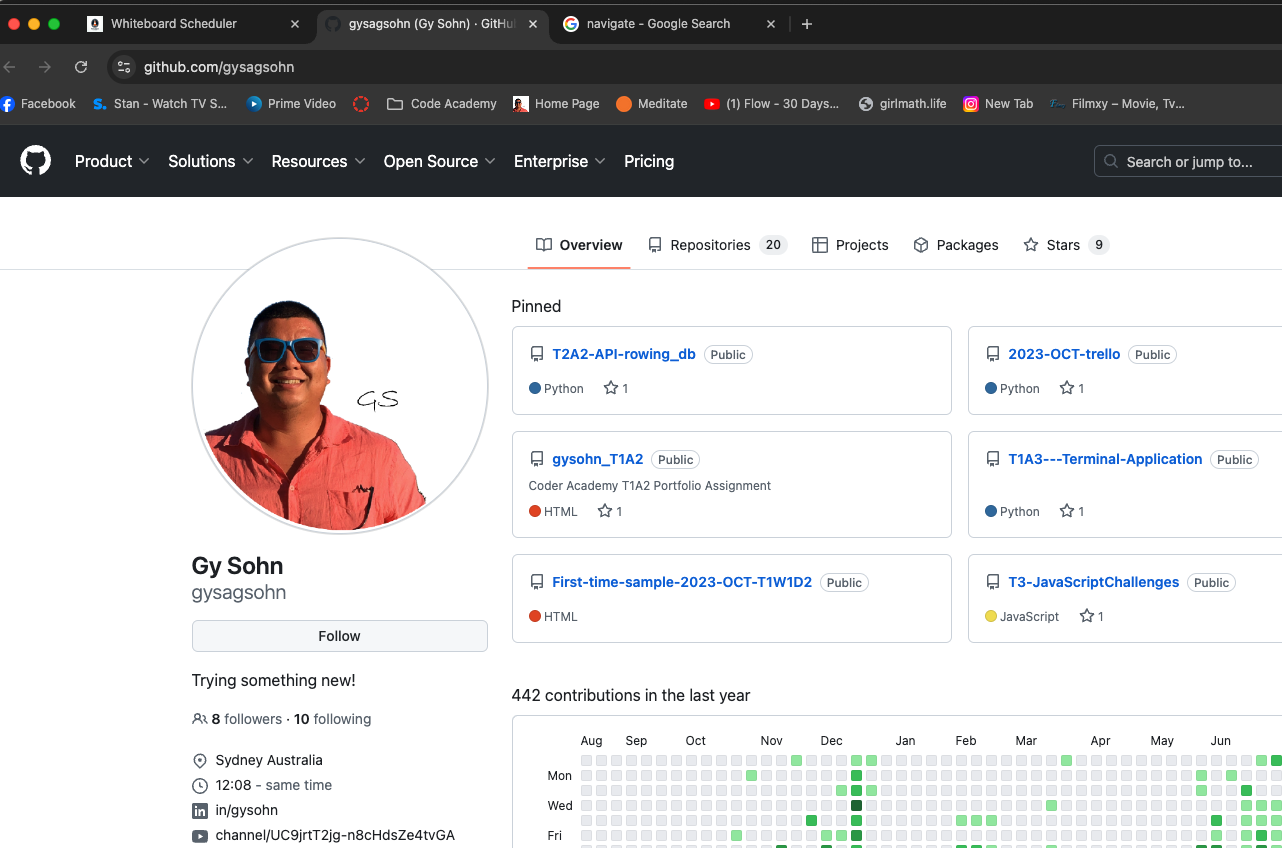 Whiteboard Scheduler
gysagsohn (Gy Sohn) · GitHu
navigate - Google Search
github.com/gysagsohn
Facebook
Stan - Watch TV S...
Prime Video
Code Academy
Home Page
Meditate
(1) Flow - 30 Days...
girlmath.life
New Tab
Filmxy – Movie, Tv...
Product
Solutions
Resources
Open Source
Enterprise
Pricing
Search or jump to...
Overview
Repositories 20
Projects
Packages
Stars 9
GS
Gy Sohn
gysagsohn
Follow
Trying something new!
8 followers · 10 following
Sydney Australia
12:08 - same time
in/gysohn
channel/UC9jrtT2jg-n8cHdsZe4tvGA
Pinned
T2A2-API-rowing_db Public
Python 1
2023-OCT-trello Public
Python 1
gysohn_T1A2 Public
Coder Academy T1A2 Portfolio Assignment
HTML 1
T1A3---Terminal-Application Public
Python 1
First-time-sample-2023-OCT-T1W1D2 Public
HTML
T3-JavaScriptChallenges Public
JavaScript 1
442 contributions in the last year
Aug Sep Oct Nov Dec Jan Feb Mar Apr May Jun
Mon
Wed
Fri